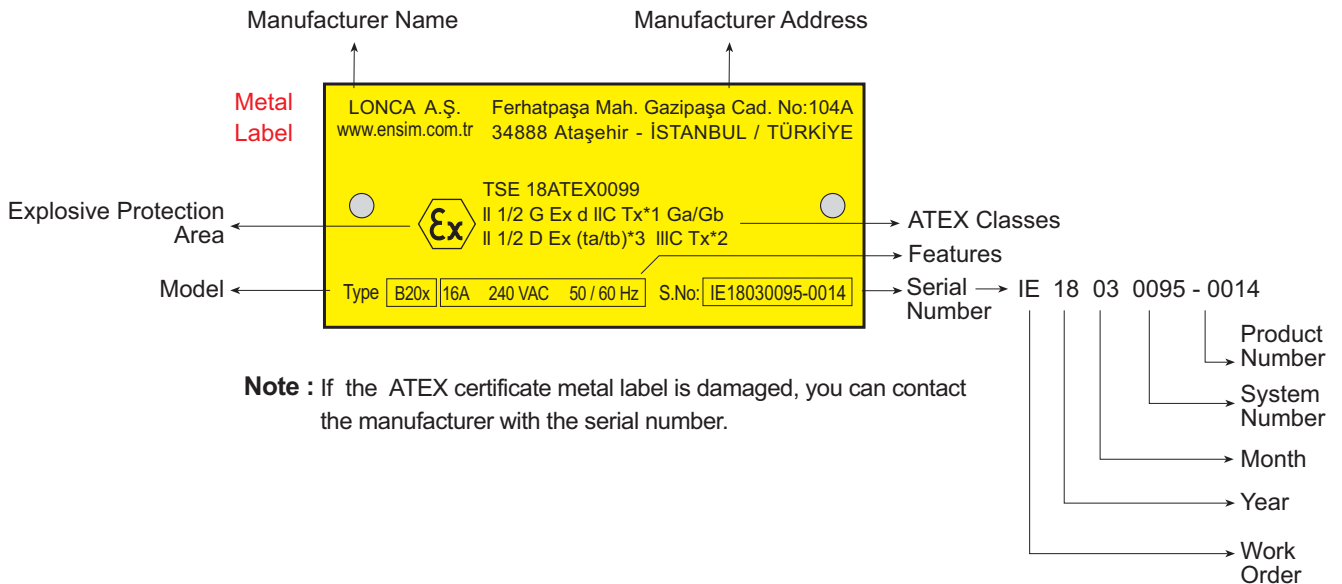 Manufacturer Name
Manufacturer Address
Metal
Label
LONCA A.Ş.
www.ensim.com.tr
Ferhatpaşa Mah. Gazipaşa Cad. No:104A
34888 Ataşehir - İSTANBUL / TÜRKİYE
Explosive Protection
Area
Ex
TSE 18ATEX0099
II 1/2 G Ex d IIC Tx*1 Ga/Gb
II 1/2 D Ex (ta/tb)*3 IIIC Tx*2
ATEX Classes
Features
Model
Type B20x 16A 240 VAC 50 / 60 Hz S.No: IE18030095-0014
Serial
Number
IE 18 03 0095 - 0014
Product
Number
System
Number
Month
Year
Work
Order
Note : If the ATEX certificate metal label is damaged, you can contact
the manufacturer with the serial number.